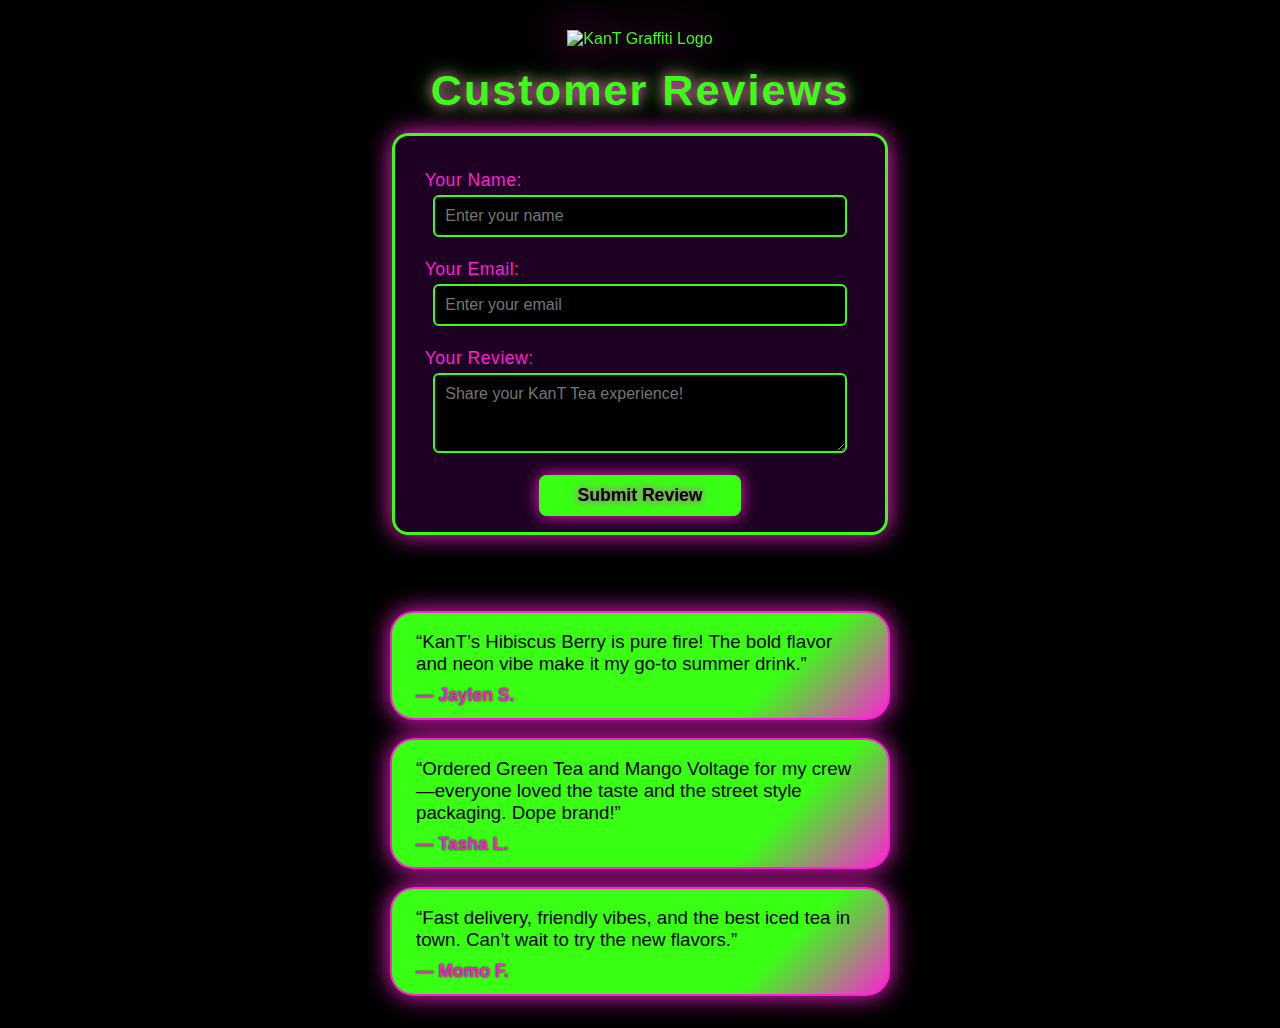 KanT Graffiti Logo
Customer Reviews
Your Name:
Enter your name
Your Email:
Enter your email
Your Review:
Share your KanT Tea experience!
Submit Review
“KanT’s Hibiscus Berry is pure fire! The bold flavor
and neon vibe make it my go-to summer drink.”
— Jaylen S.
“Ordered Green Tea and Mango Voltage for my crew
—everyone loved the taste and the street style
packaging. Dope brand!”
— Tasha L.
“Fast delivery, friendly vibes, and the best iced tea in
town. Can’t wait to try the new flavors.”
— Momo F.